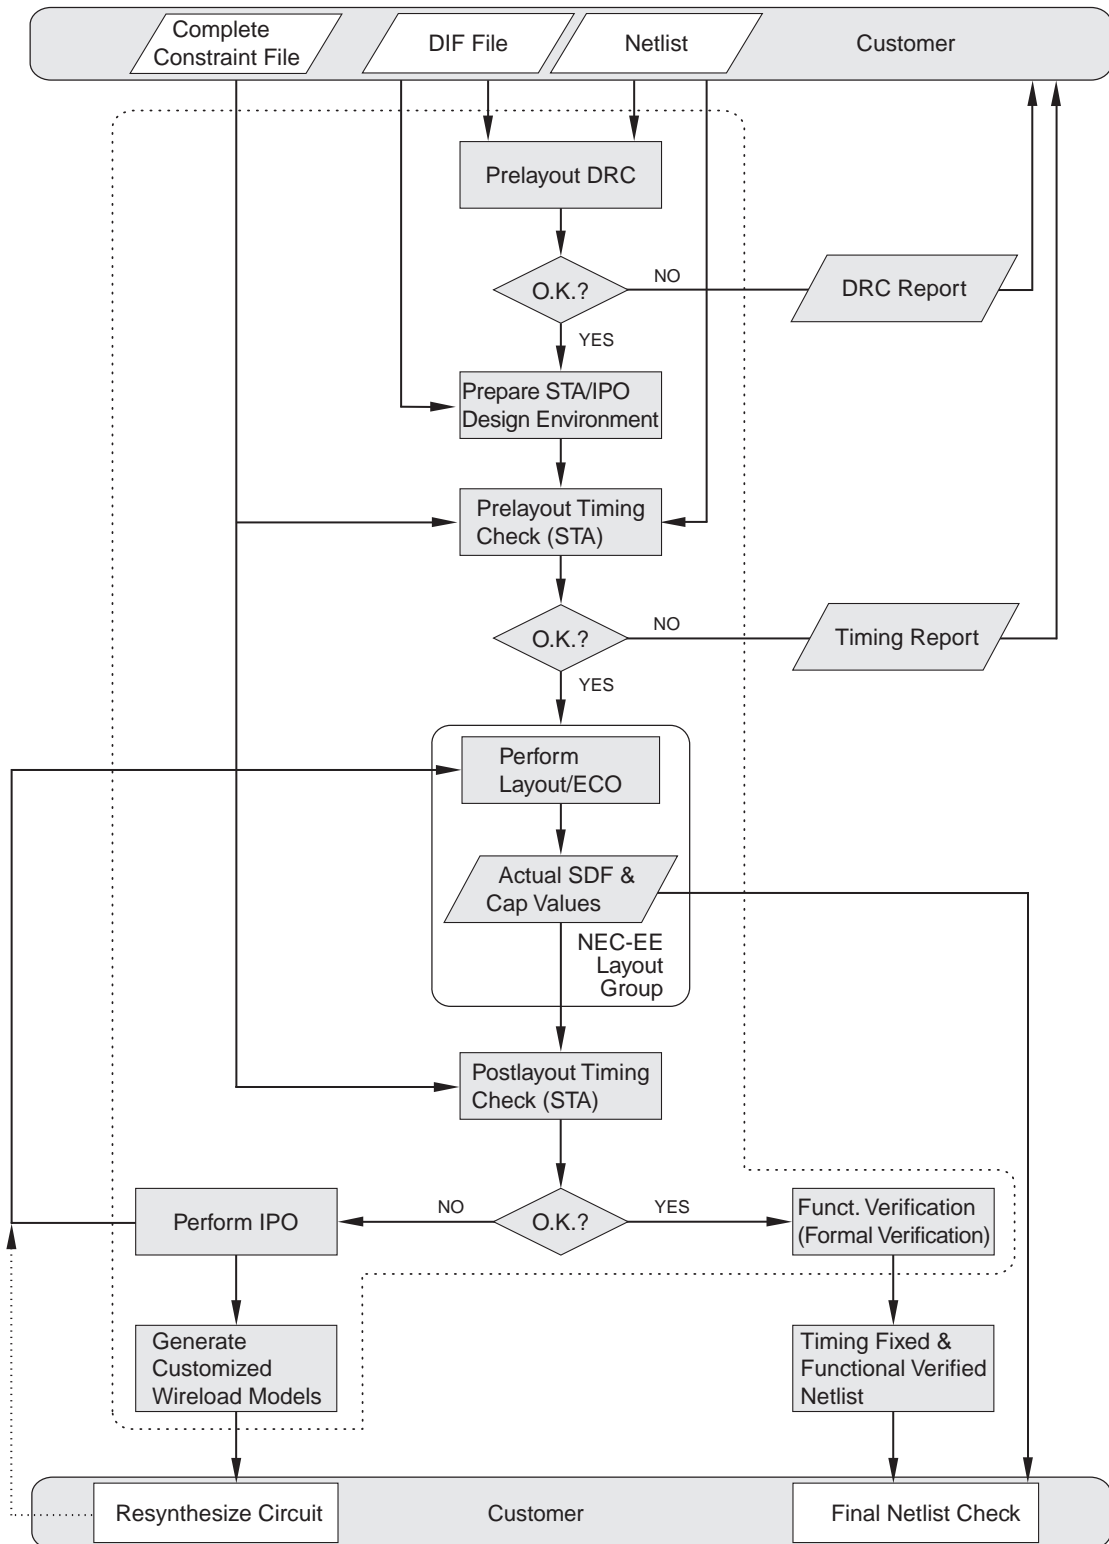 Complete
Constraint File
DIF File
Netlist
Customer
Prelayout DRC
O.K.?
NO
DRC Report
YES
Prepare STA/IPO
Design Environment
Prelayout Timing
Check (STA)
O.K.?
NO
Timing Report
YES
Perform
Layout/ECO
Actual SDF &
Cap Values
NEC-EE
Layout
Group
Postlayout Timing
Check (STA)
Perform IPO
NO
O.K.?
YES
Funct. Verification
(Formal Verification)
Generate
Customized
Wireload Models
Timing Fixed &
Functional Verified
Netlist
Resynthesize Circuit
Customer
Final Netlist Check